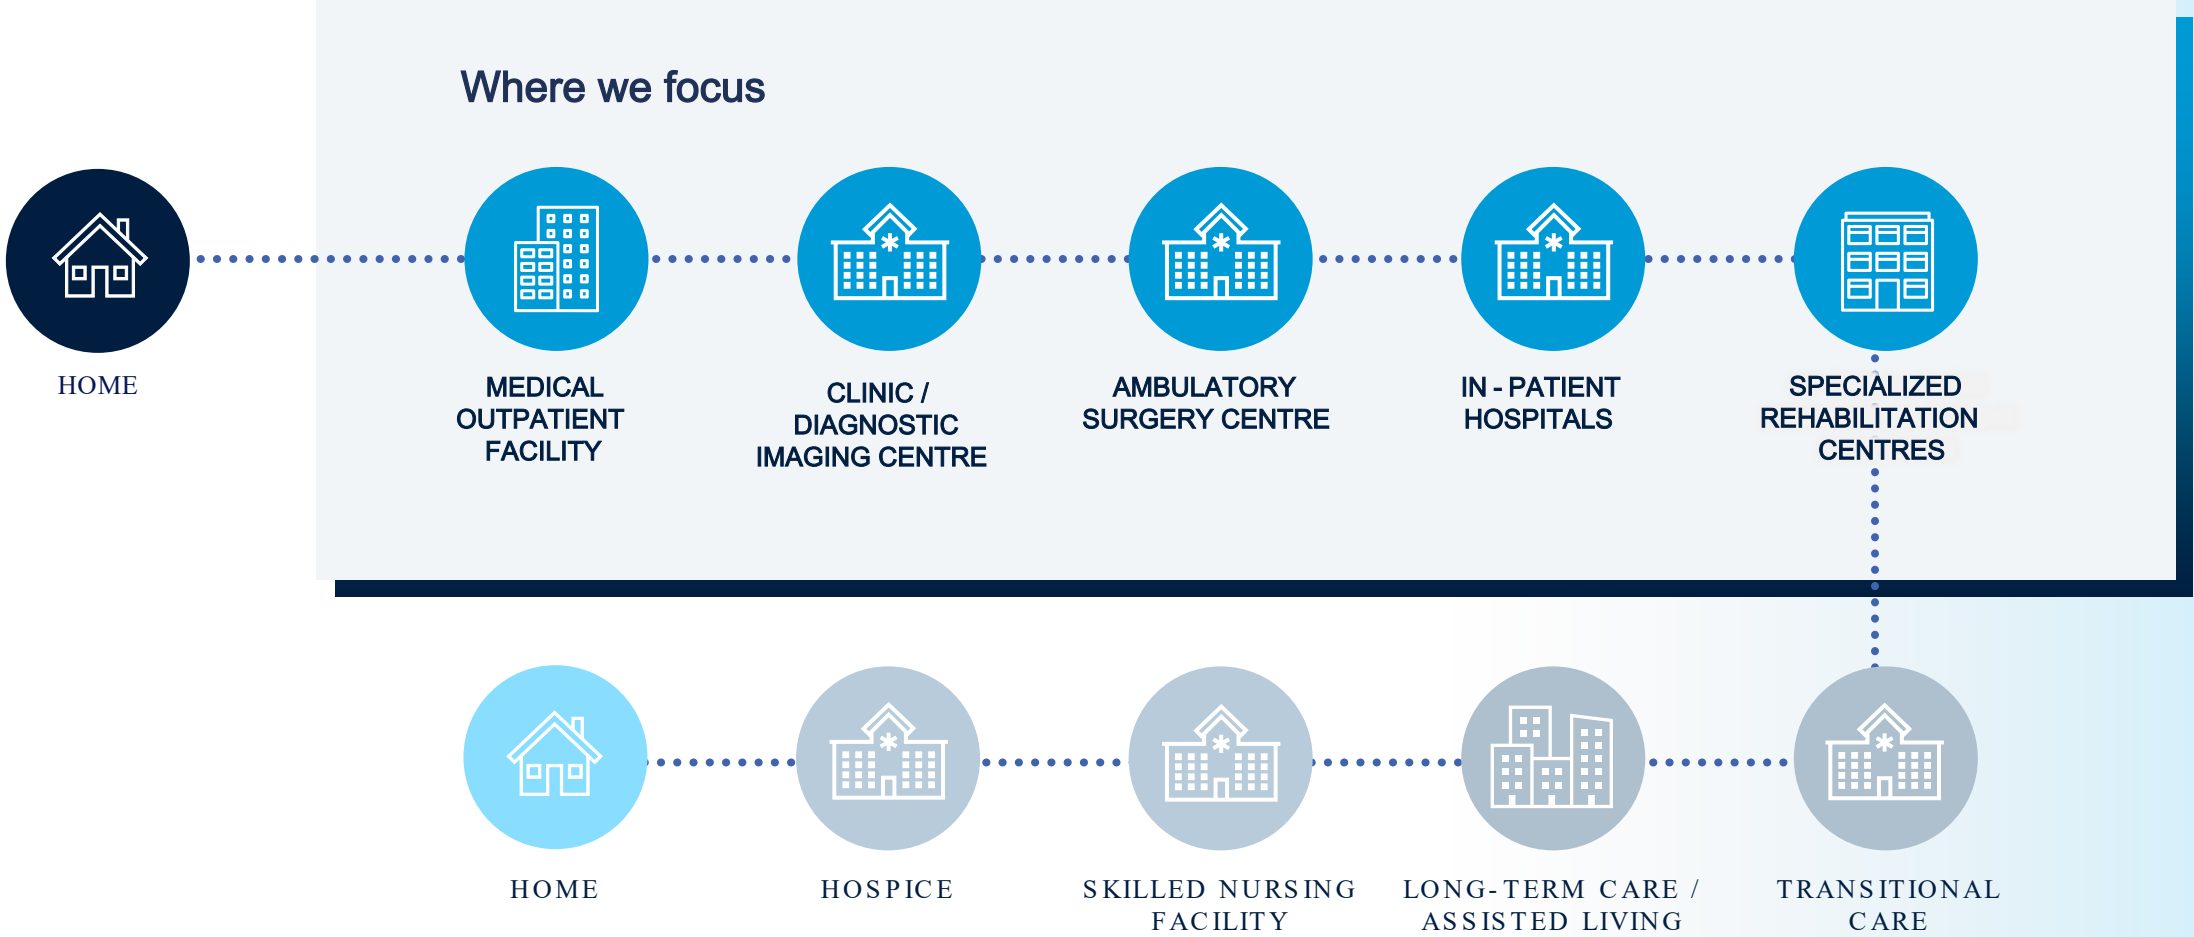 Where we focus
HOME
MEDICAL
OUTPATIENT
FACILITY
CLINIC /
DIAGNOSTIC
IMAGING CENTRE
AMBULATORY
SURGERY CENTRE
IN - PATIENT
HOSPITALS
SPECIALIZED
REHABILITATION
CENTRES
HOME
HOSPICE
SKILLED NURSING
FACILITY
LONG-TERM CARE /
ASSISTED LIVING
TRANSITIONAL
CARE